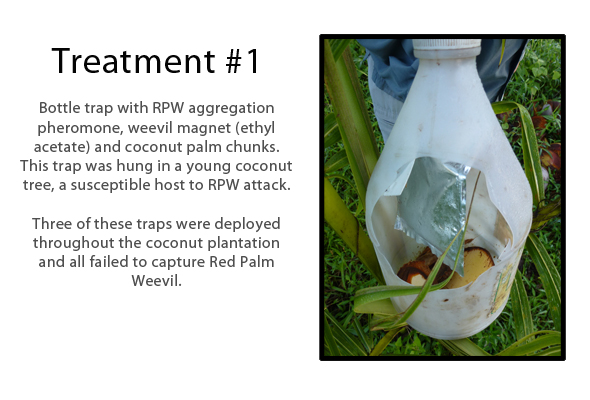 Treatment #1
Bottle trap with RPW aggregation
pheromone, weevil magnet (ethyl
acetate) and coconut palm chunks.
This trap was hung in a young coconut
tree, a susceptible host to RPW attack.
Three of these traps were deployed
throughout the coconut plantation
and all failed to capture Red Palm
Weevil.